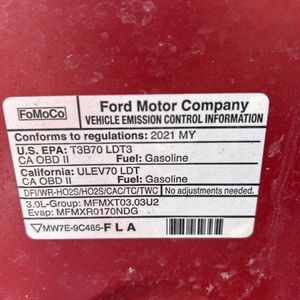 FoMoCo
Ford Motor Company
VEHICLE EMISSION CONTROL INFORMATION
Conforms to regulations: 2021 MY
U.S. EPA: T3B70 LDT3
CA OBD II Fuel: Gasoline
California: ULEV70 LDT
CA OBD II Fuel: Gasoline
DFI/WR-HO2S/HO2S/CAC/TC/TWC
No adjustments needed.
3.0L-Group: MFMXT03.03U2
Evap: MFMXR0170NDG
MW7E-9C485-FLA